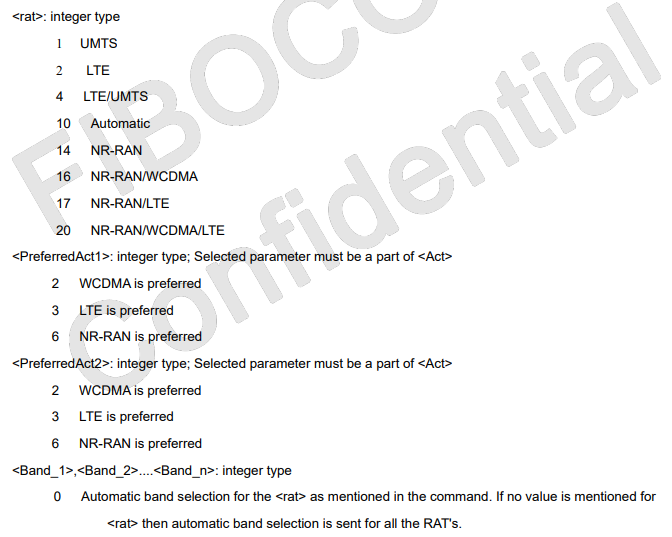 <rat>: integer type
1 UMTS
2 LTE
4 LTE/UMTS
10 Automatic
14 NR-RAN
16 NR-RAN/WCDMA
17 NR-RAN/LTE
20 NR-RAN/WCDMA/LTE
<PreferredAct1>: integer type; Selected parameter must be a part of <Act>
2 WCDMA is preferred
3 LTE is preferred
6 NR-RAN is preferred
<PreferredAct2>: integer type; Selected parameter must be a part of <Act>
2 WCDMA is preferred
3 LTE is preferred
6 NR-RAN is preferred
<Band_1>,<Band_2>....<Band_n>: integer type
0 Automatic band selection for the <rat> as mentioned in the command. If no value is mentioned for
<rat> then automatic band selection is sent for all the RAT's.
FIBOCO
Confidential